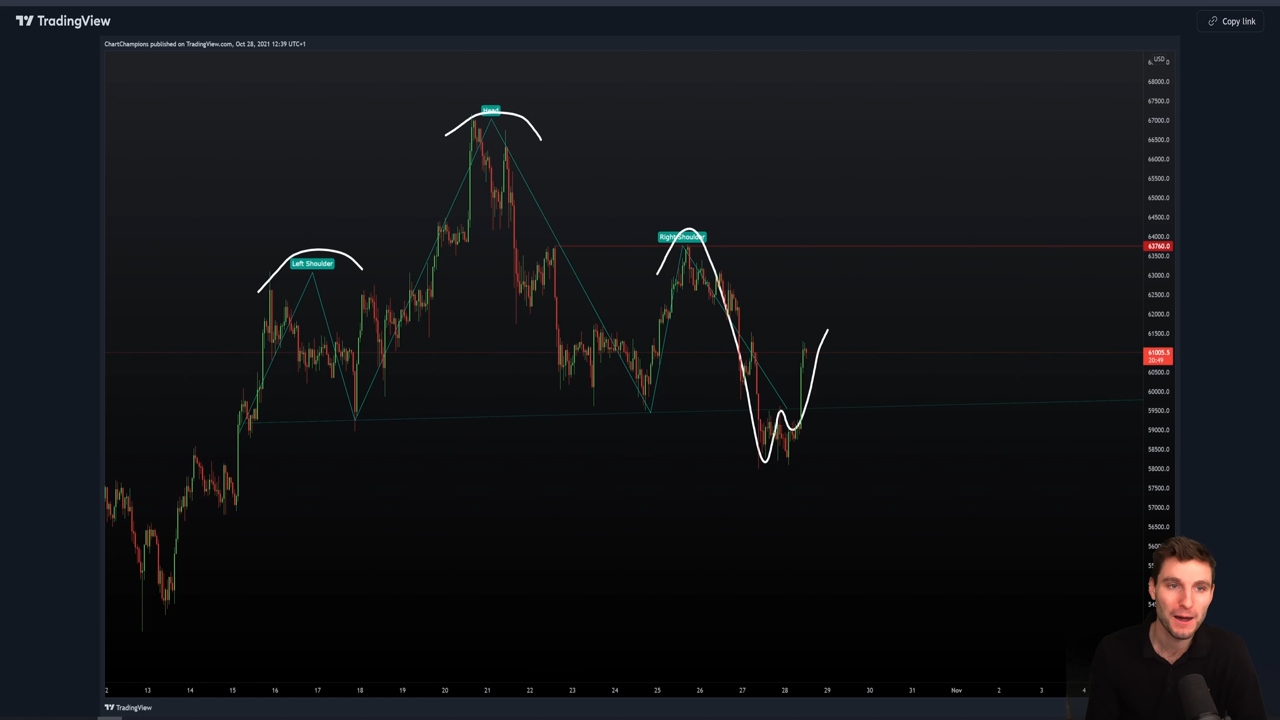 TradingView
Copy link
ChartChampions published on TradingView.com, Oct 28, 2021 12:39 UTC+1
USD
68000.0
67500.0
Head
67000.0
66500.0
66000.0
65500.0
65000.0
64500.0
64000.0
Right Shoulder
63760.0
63500.0
Left Shoulder
63000.0
62500.0
62000.0
61500.0
61005.5
20:49
60500.0
60000.0
59500.0
59000.0
58500.0
58000.0
57500.0
57000.0
56500.0
12 13 14 15 16 17 18 19 20 21 22 23 24 25 26 27 28 29 30 31 Nov 2 3 4
TradingView